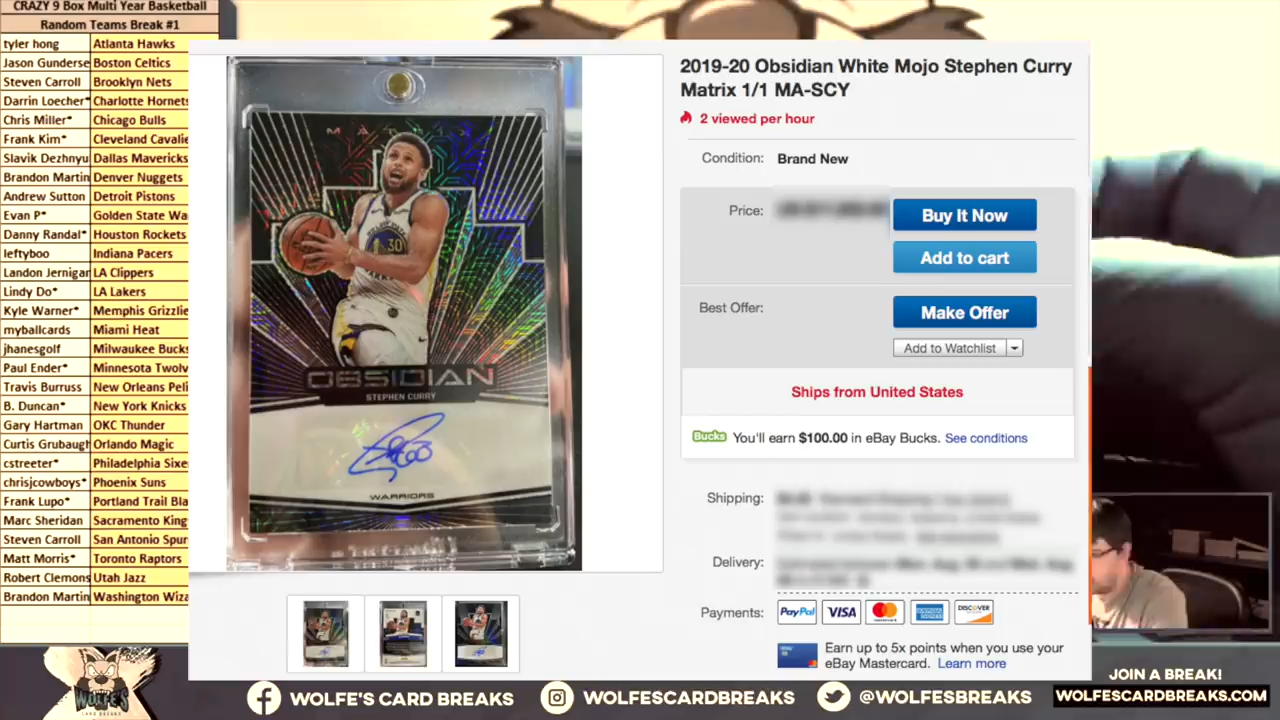 CRAZY 9 Box Multi Year Basketball
Random Teams Break #1
tyler hong Atlanta Hawks
Jason Gunderse Boston Celtics
Steven Carroll Brooklyn Nets
Darrin Loecher* Charlotte Hornets
Chris Miller* Chicago Bulls
Frank Kim* Cleveland Cavalie
Slavik Dezhnyu Dallas Mavericks
Brandon Martin Denver Nuggets
Andrew Sutton Detroit Pistons
Evan P* Golden State Wa
Danny Randal* Houston Rockets
leftyboo Indiana Pacers
Landon Jernigan LA Clippers
Lindy Do* LA Lakers
Kyle Warner* Memphis Grizzlie
myballcards Miami Heat
jhanesgolf Milwaukee Bucks
Paul Ender* Minnesota Twolv
Travis Burruss New Orleans Peli
B. Duncan* New York Knicks
Gary Hartman OKC Thunder
Curtis Grubaugh Orlando Magic
cstreeter* Philadelphia Sixe
chrisjcowboys* Phoenix Suns
Frank Lupo* Portland Trail Bla
Marc Sheridan Sacramento King
Steven Carroll San Antonio Spur
Matt Morris* Toronto Raptors
Robert Clemons Utah Jazz
Brandon Martin Washington Wiza
MATRIX
30
OBSIDIAN
STEPHEN CURRY
WARRIORS
2019-20 Obsidian White Mojo Stephen Curry
Matrix 1/1 MA-SCY
2 viewed per hour
Condition: Brand New
Price:
Buy It Now
Add to cart
Best Offer:
Make Offer
Add to Watchlist
Ships from United States
Bucks You'll earn $100.00 in eBay Bucks. See conditions
Shipping:
Delivery:
Payments: PayPal VISA MasterCard AMERICAN EXPRESS DISCOVER
Earn up to 5x points when you use your
eBay Mastercard. Learn more
WOLFE'S
CARD BREAKS
WOLFE'S CARD BREAKS
WOLFESCARDBREAKS
@WOLFESBREAKS
JOIN A BREAK!
WOLFESCARDBREAKS.COM